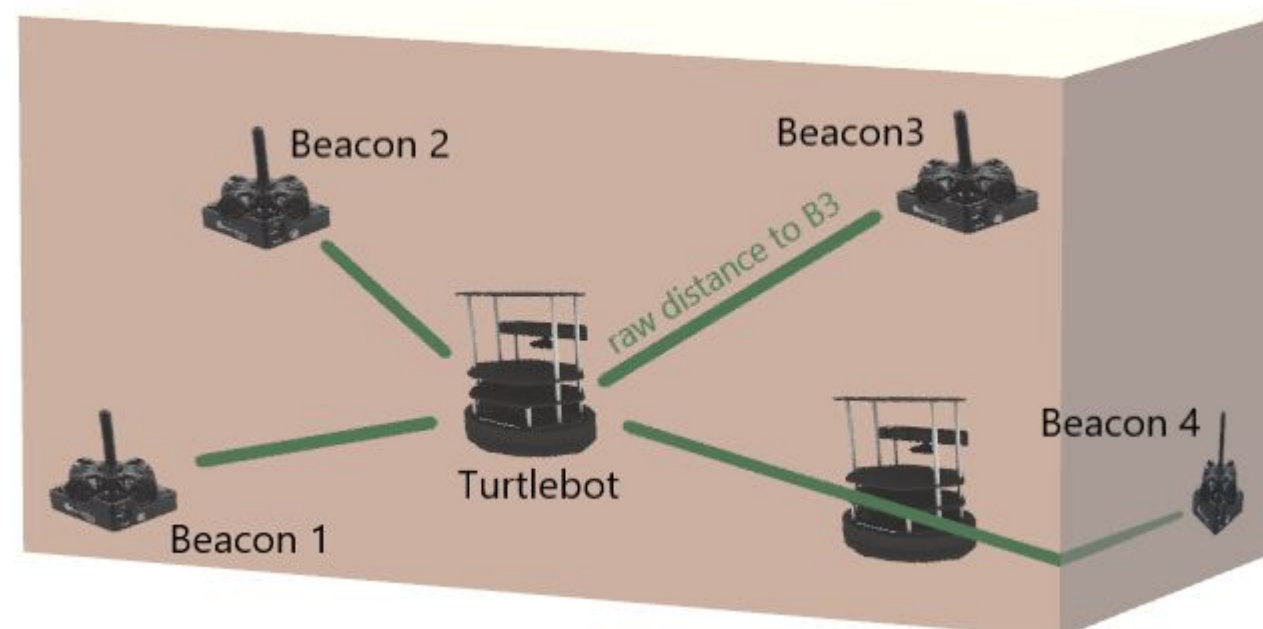 Beacon 2
Beacon3
raw distance to B3
Beacon 4
Turtlebot
Beacon 1